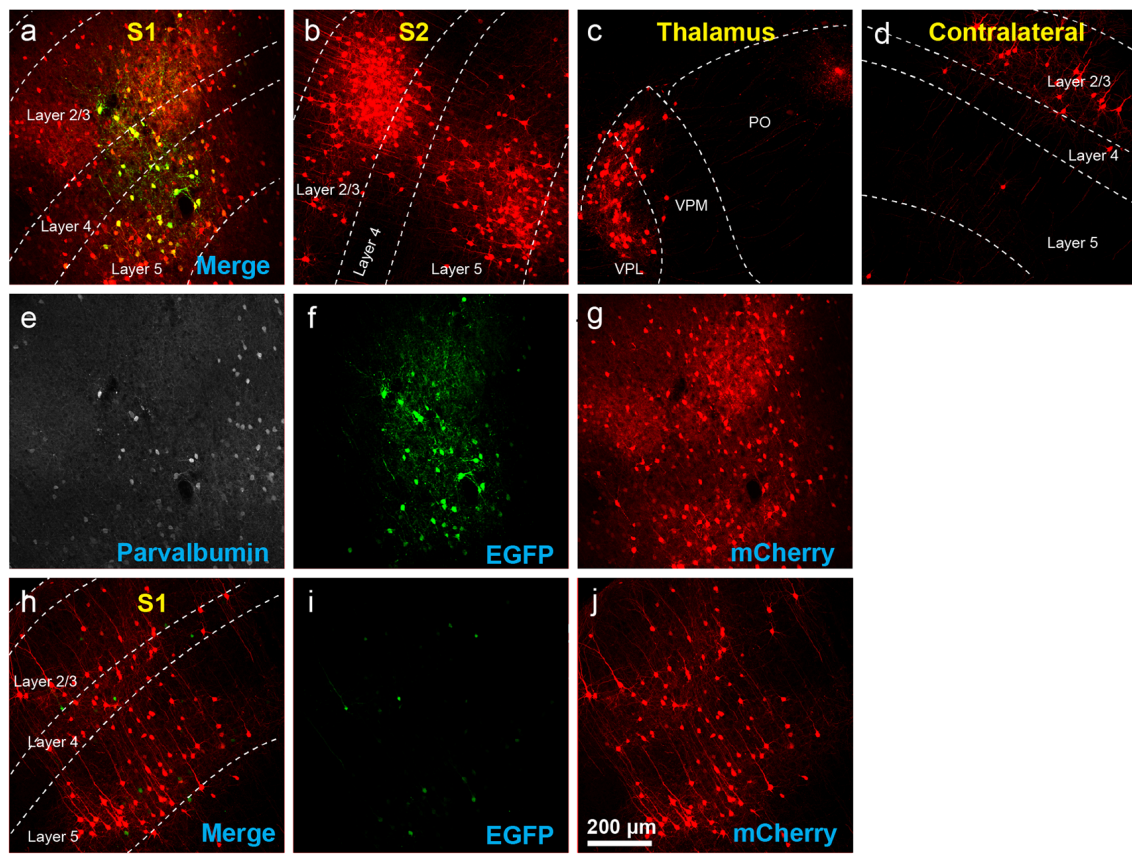 a
S1
Layer 2/3
Layer 4
Layer 5
Merge
b
S2
Layer 2/3
Layer 4
Layer 5
c
Thalamus
PO
VPM
VPL
d
Contralateral
Layer 2/3
Layer 4
Layer 5
e
Parvalbumin
f
EGFP
g
mCherry
h
S1
Layer 2/3
Layer 4
Layer 5
Merge
i
EGFP
j
200 µm
mCherry